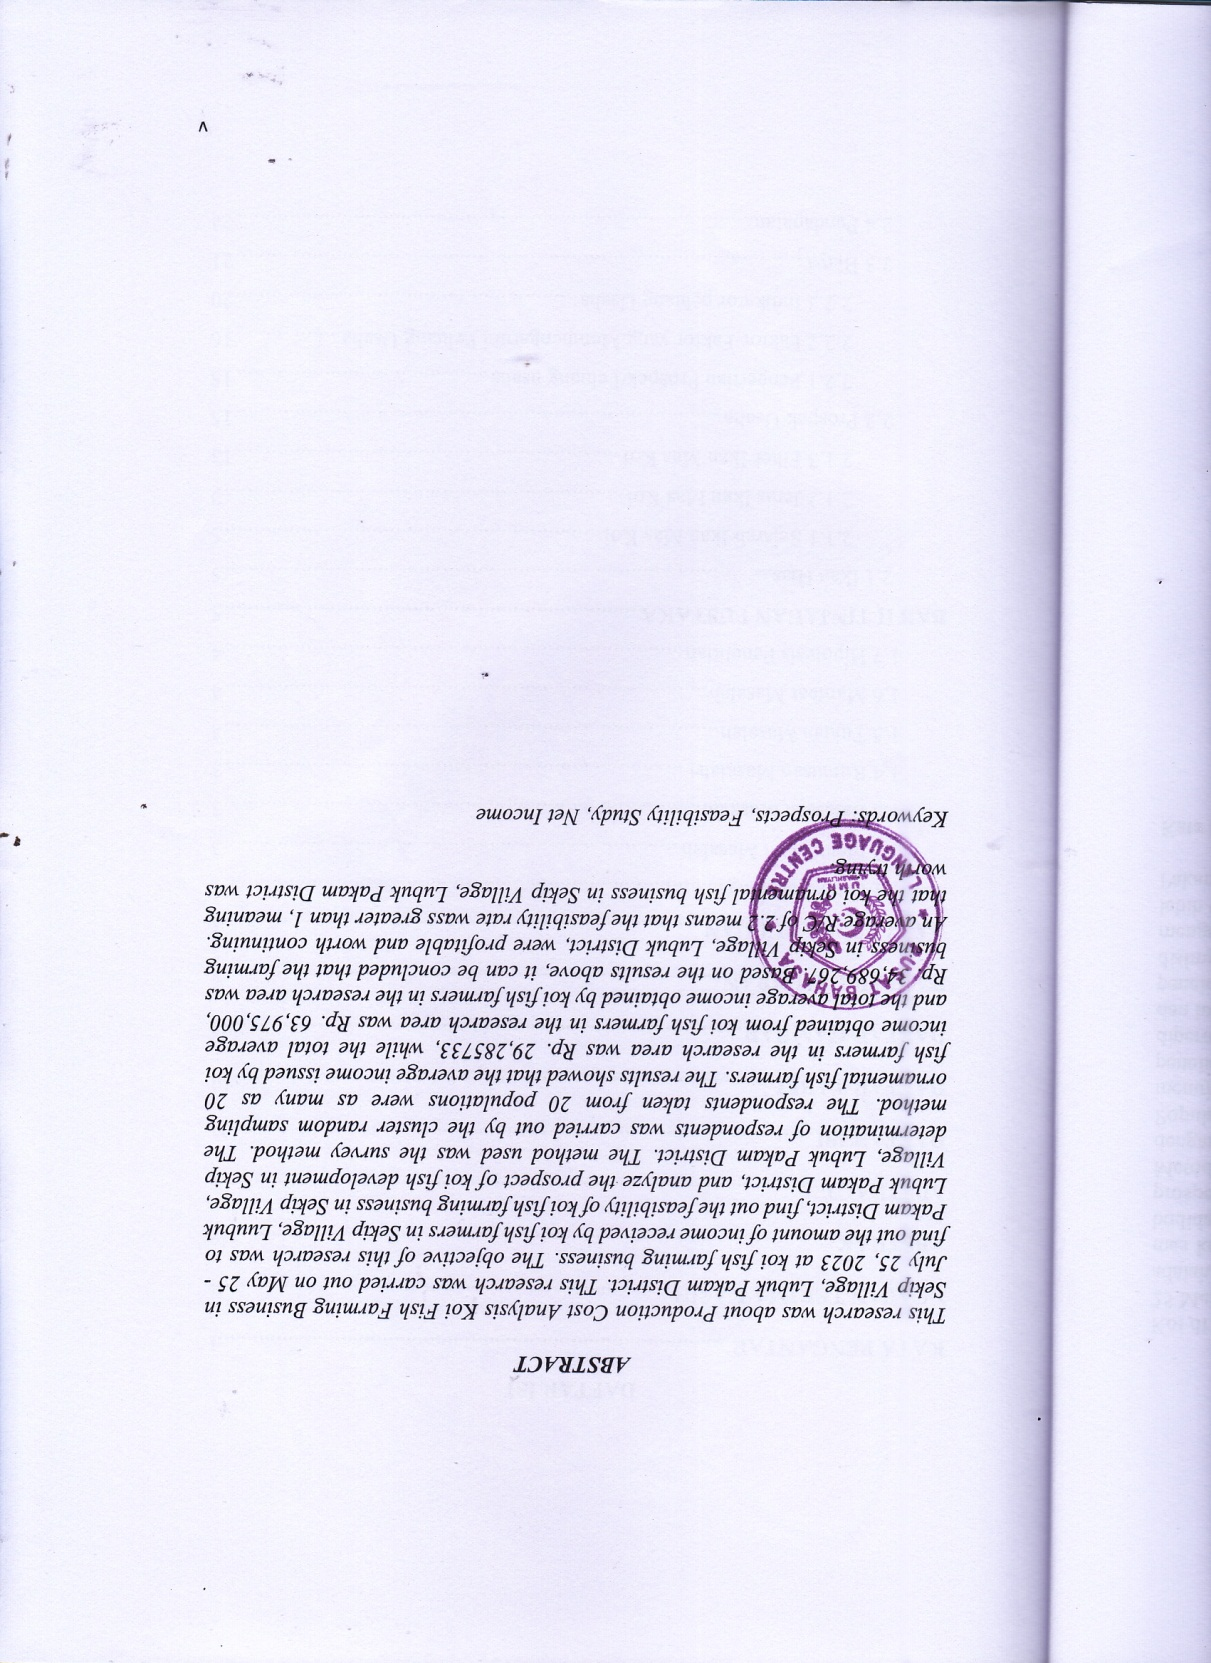 ABSTRACT
This research was about Production Cost Analysis Koi Fish Farming Business in
Sekip Village, Lubuk Pakam District. This research was carried out on May 25 -
July 25, 2023 at koi fish farming business. The objective of this research was to
find out the amount of income received by koi fish farmers in Sekip Village, Luubuk
Pakam District, find out the feasibility of koi fish farming business in Sekip Village,
Lubuk Pakam District, and analyze the prospect of koi fish development in Sekip
Village, Lubuk Pakam District. The method used was the survey method. The
determination of respondents was carried out by the cluster random sampling
method. The respondents taken from 20 populations were as many as 20
ornamental fish farmers. The results showed that the average income issued by koi
fish farmers in the research area was Rp. 29,285733, while the total average
income obtained from koi fish farmers in the research area was Rp. 63,975,000,
and the total average income obtained by koi fish farmers in the research area was
Rp. 34,689,267. Based on the results above, it can be concluded that the farming
business in Sekip Village, Lubuk District, were profitable and worth continuing.
An average R/C of 2.2 means that the feasibility rate wass greater than 1, meaning
that the koi ornamental fish business in Sekip Village, Lubuk Pakam District was
worth trying.
PUSAT BAHASA
UMN
LANGUAGE CENTRE
Keywords: Prospects, Feasibility Study, Net Income
v